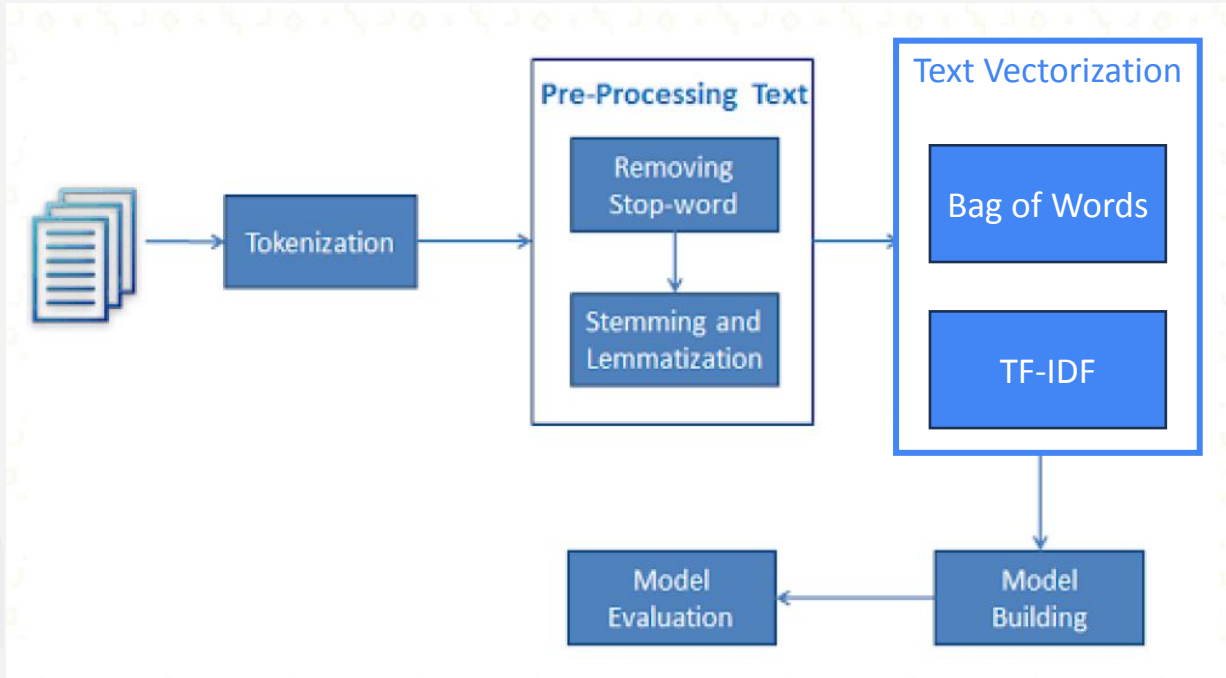 Text Vectorization
Pre-Processing Text
Removing
Stop-word
Bag of Words
Tokenization
Stemming and
Lemmatization
TF-IDF
Model
Evaluation
Model
Building